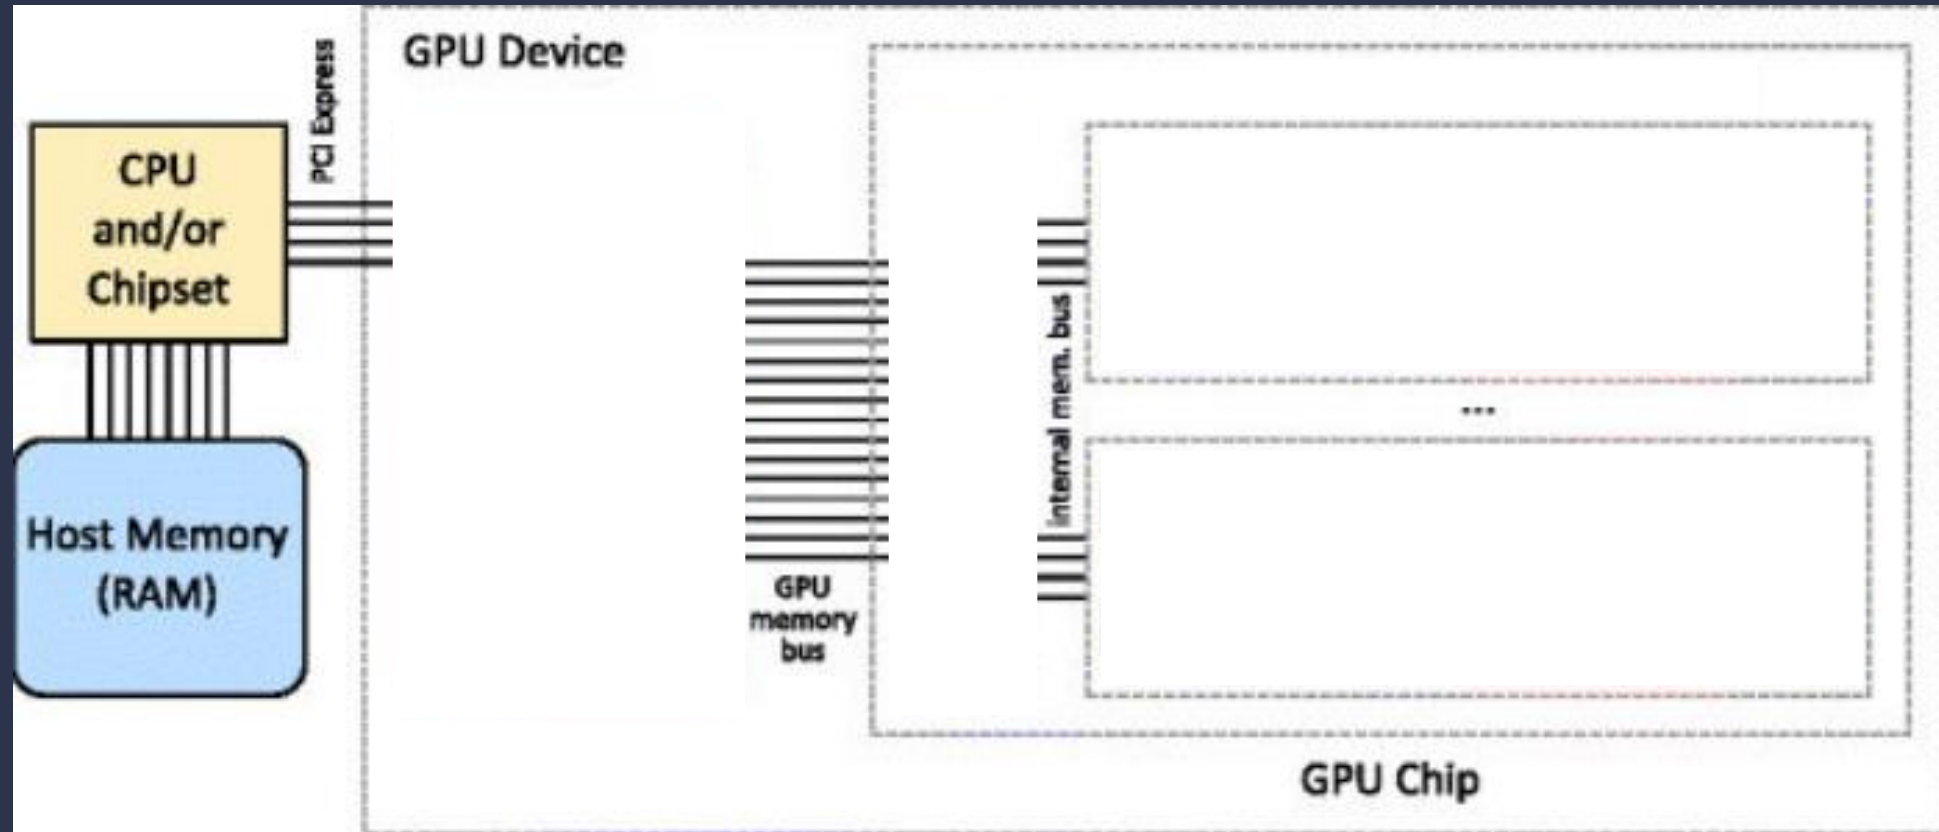 GPU Device
PCI Express
CPU
and/or
Chipset
Host Memory
(RAM)
GPU
memory
bus
internal mem. bus
...
GPU Chip